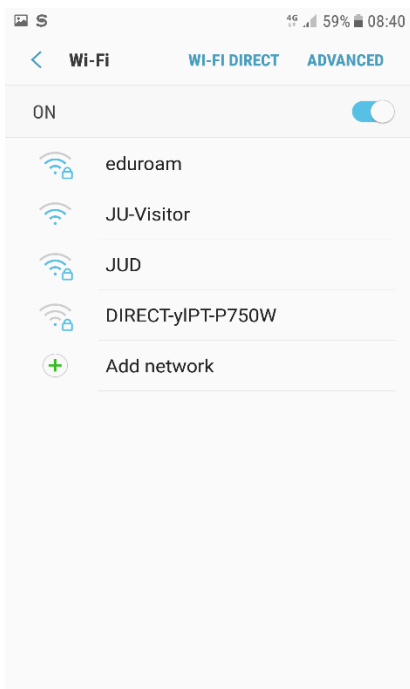 S 4G 59% 08:40
Wi-Fi WI-FI DIRECT ADVANCED
ON
eduroam
JU-Visitor
JUD
DIRECT-ylPT-P750W
Add network